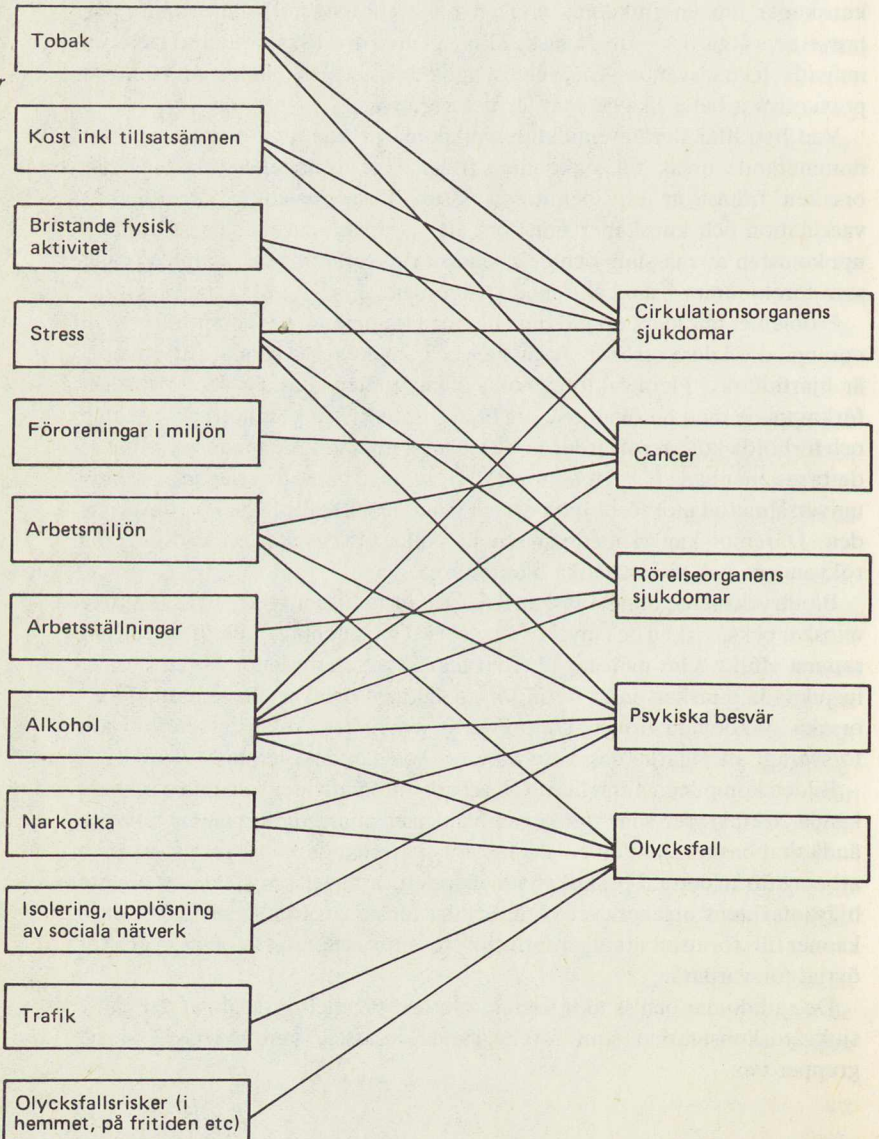 Tobak
Kost inkl tillsatsämnen
Bristande fysisk
aktivitet
Stress
Föroreningar i miljön
Arbetsmiljön
Arbetsställningar
Alkohol
Narkotika
Isolering, upplösning
av sociala nätverk
Trafik
Olycksfallsrisker (i
hemmet, på fritiden etc)
Cirkulationsorganens
sjukdomar
Cancer
Rörelseorganens
sjukdomar
Psykiska besvär
Olycksfall